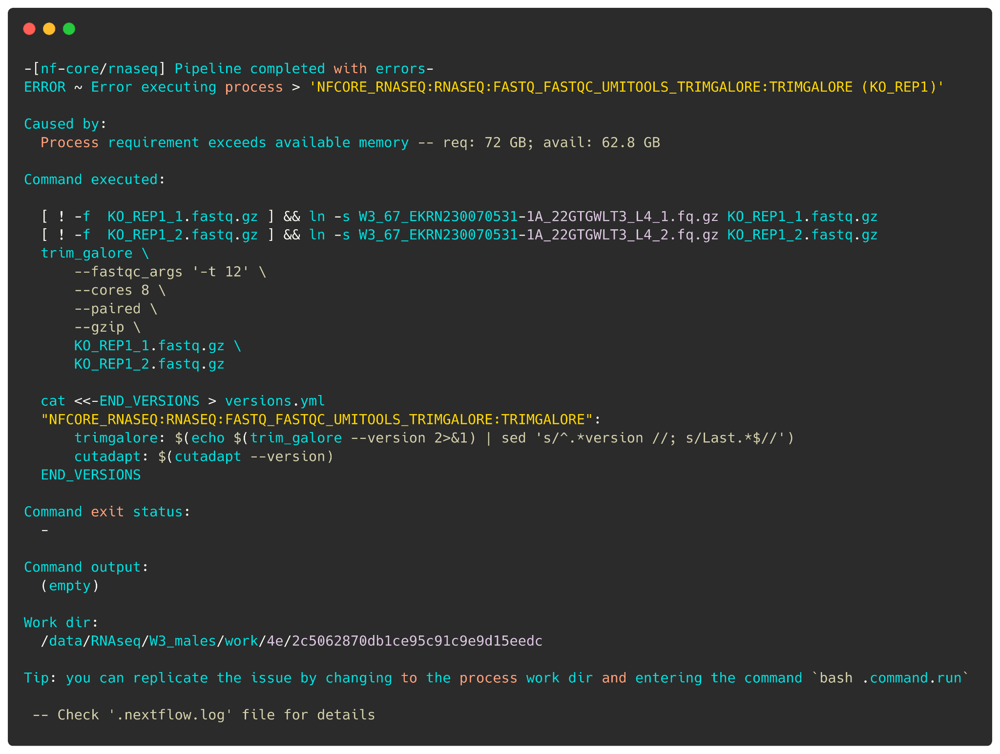 -[nf-core/rnaseq] Pipeline completed with errors-
ERROR ~ Error executing process > 'NFCORE_RNASEQ:RNASEQ:FASTQ_FASTQC_UMITOOLS_TRIMGALORE:TRIMGALORE (KO_REP1)'
Caused by:
  Process requirement exceeds available memory -- req: 72 GB; avail: 62.8 GB
Command executed:
  [ ! -f  KO_REP1_1.fastq.gz ] && ln -s W3_67_EKRN230070531-1A_22GTGWLT3_L4_1.fq.gz KO_REP1_1.fastq.gz
  [ ! -f  KO_REP1_2.fastq.gz ] && ln -s W3_67_EKRN230070531-1A_22GTGWLT3_L4_2.fq.gz KO_REP1_2.fastq.gz
  trim_galore \
      --fastqc_args '-t 12' \
      --cores 8 \
      --paired \
      --gzip \
      KO_REP1_1.fastq.gz \
      KO_REP1_2.fastq.gz
  cat <<-END_VERSIONS > versions.yml
  "NFCORE_RNASEQ:RNASEQ:FASTQ_FASTQC_UMITOOLS_TRIMGALORE:TRIMGALORE":
      trimgalore: $(echo $(trim_galore --version 2>&1) | sed 's/^.*version //; s/Last.*$//')
      cutadapt: $(cutadapt --version)
  END_VERSIONS
Command exit status:
  -
Command output:
  (empty)
Work dir:
  /data/RNAseq/W3_males/work/4e/2c5062870db1ce95c91c9e9d15eedc
Tip: you can replicate the issue by changing to the process work dir and entering the command `bash .command.run`
 -- Check '.nextflow.log' file for details